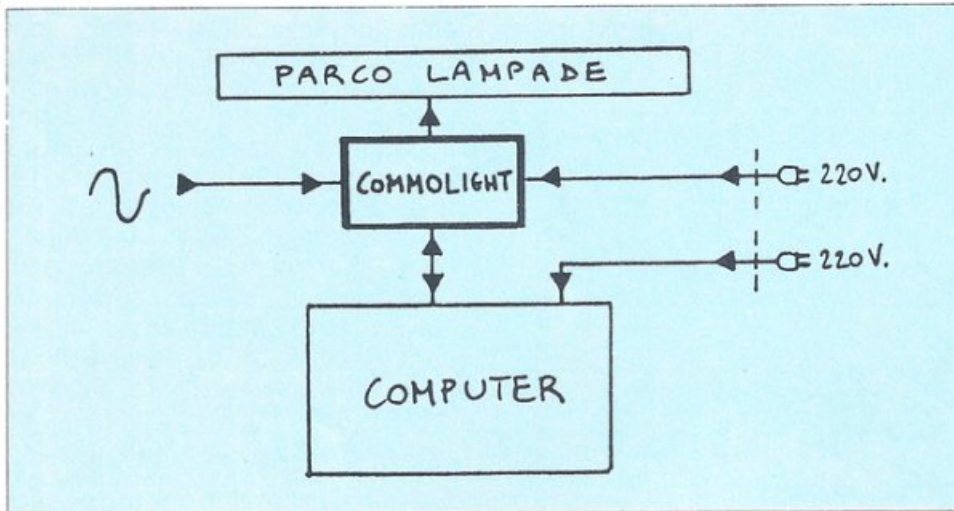 PARCO LAMPADE
COMMOLIGHT
220V.
220V.
COMPUTER